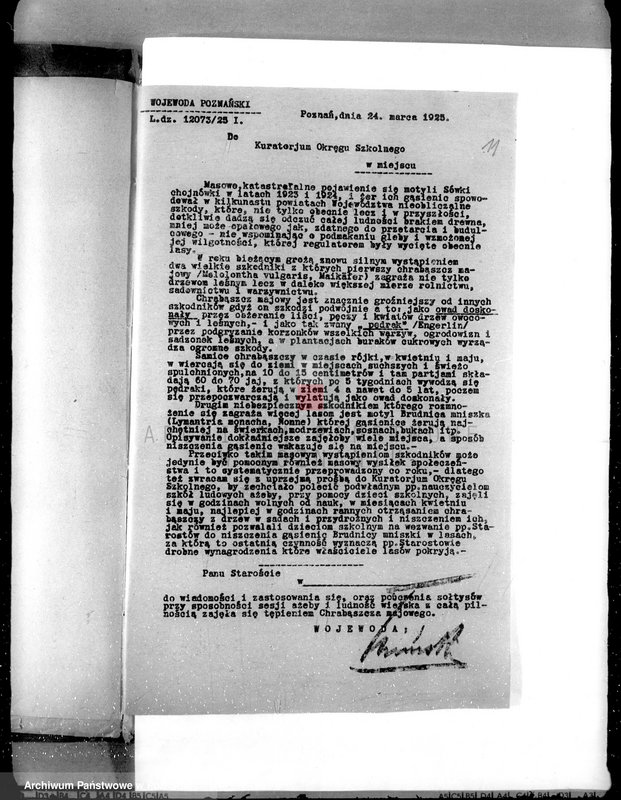 WOJEWODA POZNAŃSKI
L.dz. 12073/25 I.
Poznań,dnia 24. marca 1925.
11
Do
Kuratorjum Okręgu Szkolnego
w miejscu
Masowe,katastrafalne pojawienie się motyli Sówki
chojnówki w latach 1923 i 1924, i żer ich gąsienic spowo-
dował w kilkunastu powiatach Województwa nieobliczalne
szkody, które, nie tylko obecnie lecz i w przyszłości,
dotkliwie dadzą się odczuć całej ludności brakiem drewna,
mniej może opałowego jak, zdatnego do przetarcia i budul-
cowego - nie wspominając o podmakaniu gleby i wzmożonej
jej wilgotności, której regulatorem były wycięte obecnie
lasy.
W roku bieżącym grożą znowu silnym wystąpieniem
dwa wielkie szkodniki z których pierwszy chrabąszcz ma-
jowy /Melolontha vulgaris, Maikäfer/ zagraża nie tylko
drzewom leśnym lecz w daleko większej mierze rolnictwu,
sadownictwu i warzywnictwu.
Chrabąszcz majowy jest znacznie groźniejszy od innych
szkodników gdyż on szkodzi podwójnie a to: jako owad dosko-
nały przez obżeranie liści, pęczy i kwiatów drzew owoco-
wych i leśnych,- i jako tak zwany "pędrak" /Engerlin/
przez podgryzanie korzonków wszelkich warzyw, ogrodowizn i
sadzonek leśnych, a w plantacjach buraków cukrowych wyrzą-
dza ogromne szkody.
Samice chrabąszczy w czasie rójki, w kwietniu i maju,
w wiercają się do ziemi w miejscach suchszych i świeżo
spulchnionych,na 10 do 15 centimetrów i tam partjami skła-
dają 60 do 70 jaj, z których po 5 tygodniach wywodzą się
pędraki, które żerują w ziemi 4 a nawet do 5 lat, poczem
się przepoczwarczają i wylatują jako owad doskonały.
Drugim niebezpiecznym szkodnikiem którego rozmno-
żenie się zagraża więcej lasom jest motyl Brudnica mniszka
(Lymantria monacha, Nonne) której gąsienice żerują naj-
chętniej na świerkach,modrzewiach,sosnach,bukach itp.
Opisywanie dokładniejsze zajęłoby wiele miejsca, a sposób
niszczenia gąsienic wskazuje się na miejscu.-
Przeciwko takim masowym wystąpieniom szkodników może
jedynie być pomocnym również masowy wysiłek społeczeń-
stwa i to systematycznie przeprowadzony co roku,- dlatego
też zwracam się z uprzejmą prośbą do Kuratorjum Okręgu
Szkolnego, by zechciało polecić podwładnym pp.nauczycielom
szkół ludowych ażeby, przy pomocy dzieci szkolnych, zajęli
się w godzinach wolnych od nauk, w miesiącach kwietniu
i maju, najlepiej w godzinach rannych otrząsaniem chra-
bąszczy z drzew w sadach i przydrożnych i niszczeniem ich,
jak również pozwalali dzieciom szkolnym na wezwanie pp.Sta-
rostów do niszczenia gąsienic Brudnicy mniszki w lasach,
za którą to ostatnią czynność wyznaczą pp.Starostowie
drobne wynagrodzenia które właściciele lasów pokryją.-
Panu Staroście
w
do wiadomości i zastosowania się, oraz pouczenia sołtysów
przy sposobności sesji ażeby i ludność wiejska z całą pil-
nością zajęła się tępieniem Chrabąszcza majowego.
WOJEWODA;
Archiwum Państwowe